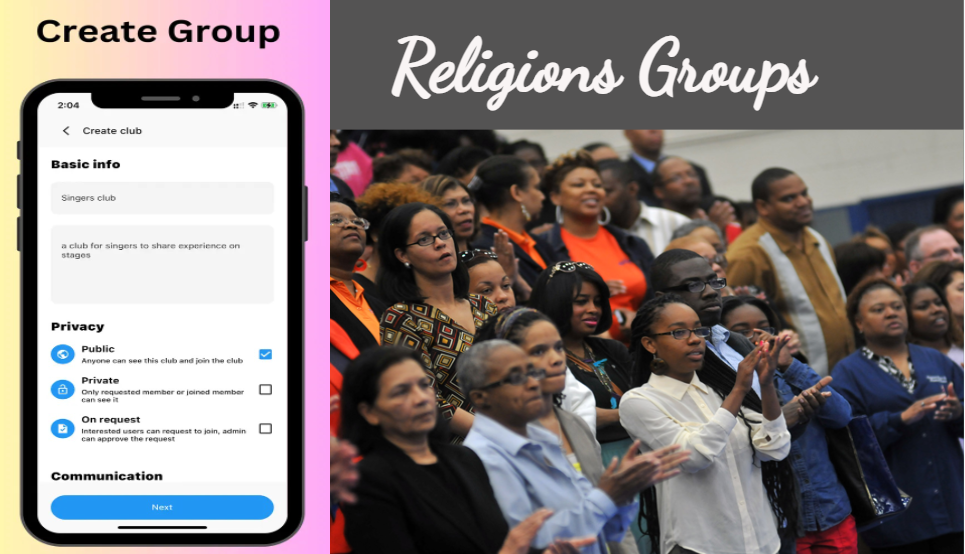 Create Group
2:04
Create club
Basic info
Singers club
a club for singers to share experience on
stages
Privacy
Public
Anyone can see this club and join the club
Private
Only requested member or joined member
can see it
On request
Interested users can request to join, admin
can approve the request
Communication
Next
Religions Groups